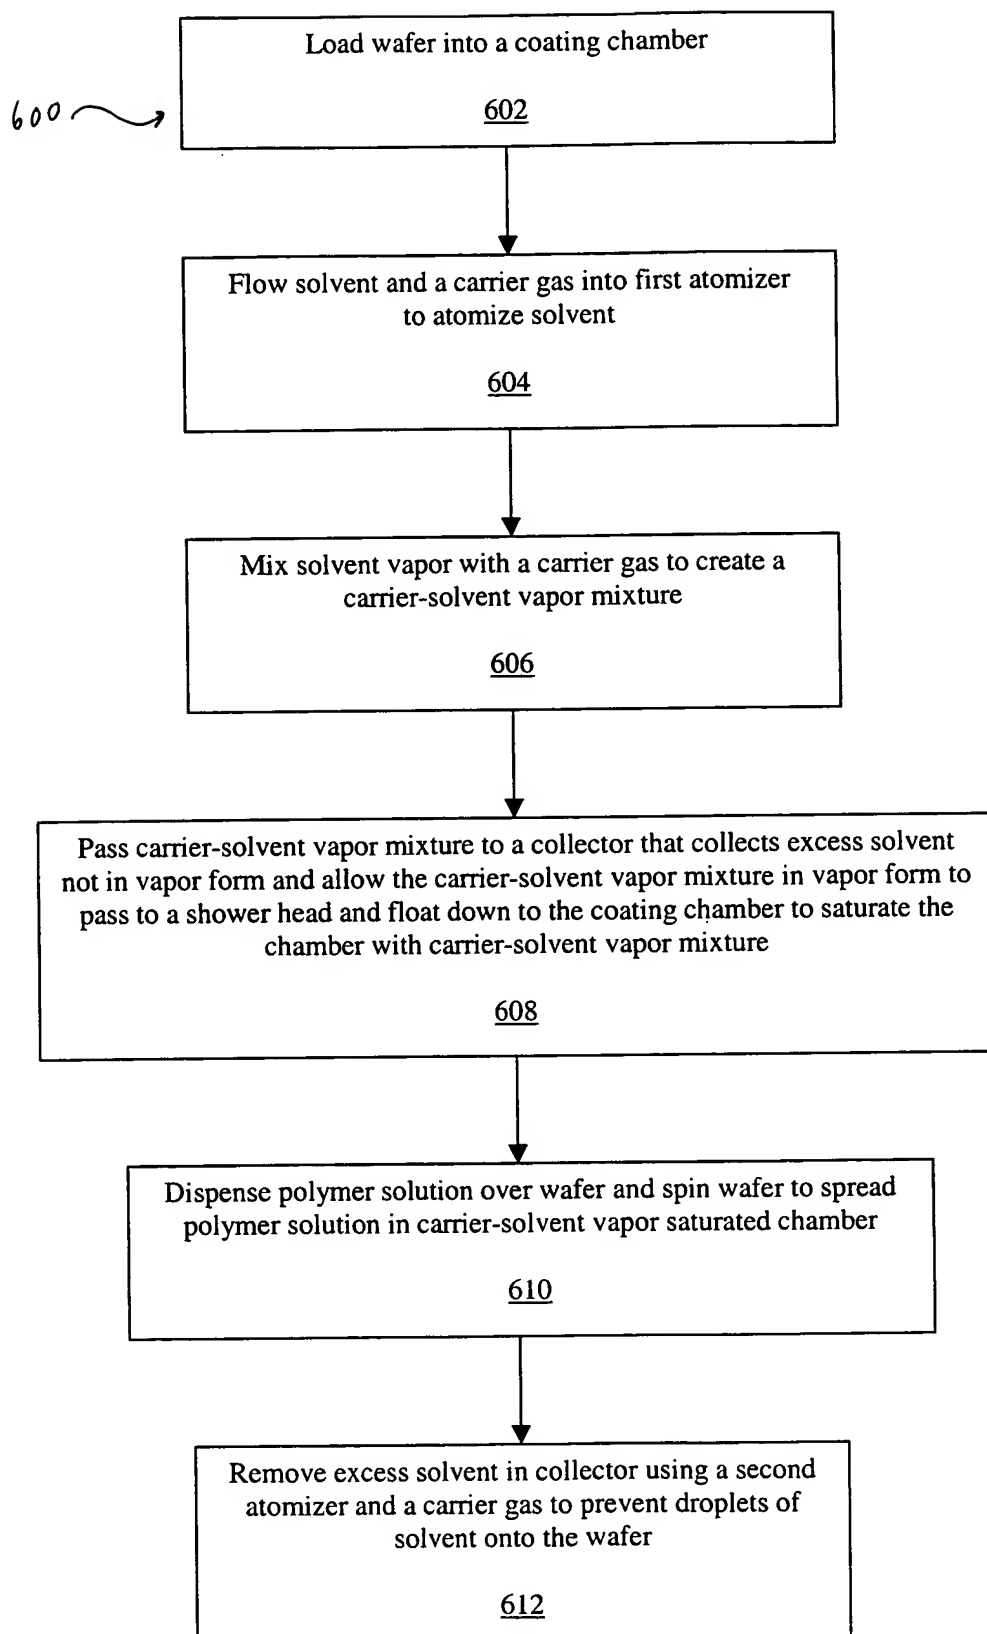 Load wafer into a coating chamber
602
600
Flow solvent and a carrier gas into first atomizer
to atomize solvent
604
Mix solvent vapor with a carrier gas to create a
carrier-solvent vapor mixture
606
Pass carrier-solvent vapor mixture to a collector that collects excess solvent
not in vapor form and allow the carrier-solvent vapor mixture in vapor form to
pass to a shower head and float down to the coating chamber to saturate the
chamber with carrier-solvent vapor mixture
608
Dispense polymer solution over wafer and spin wafer to spread
polymer solution in carrier-solvent vapor saturated chamber
610
Remove excess solvent in collector using a second
atomizer and a carrier gas to prevent droplets of
solvent onto the wafer
612